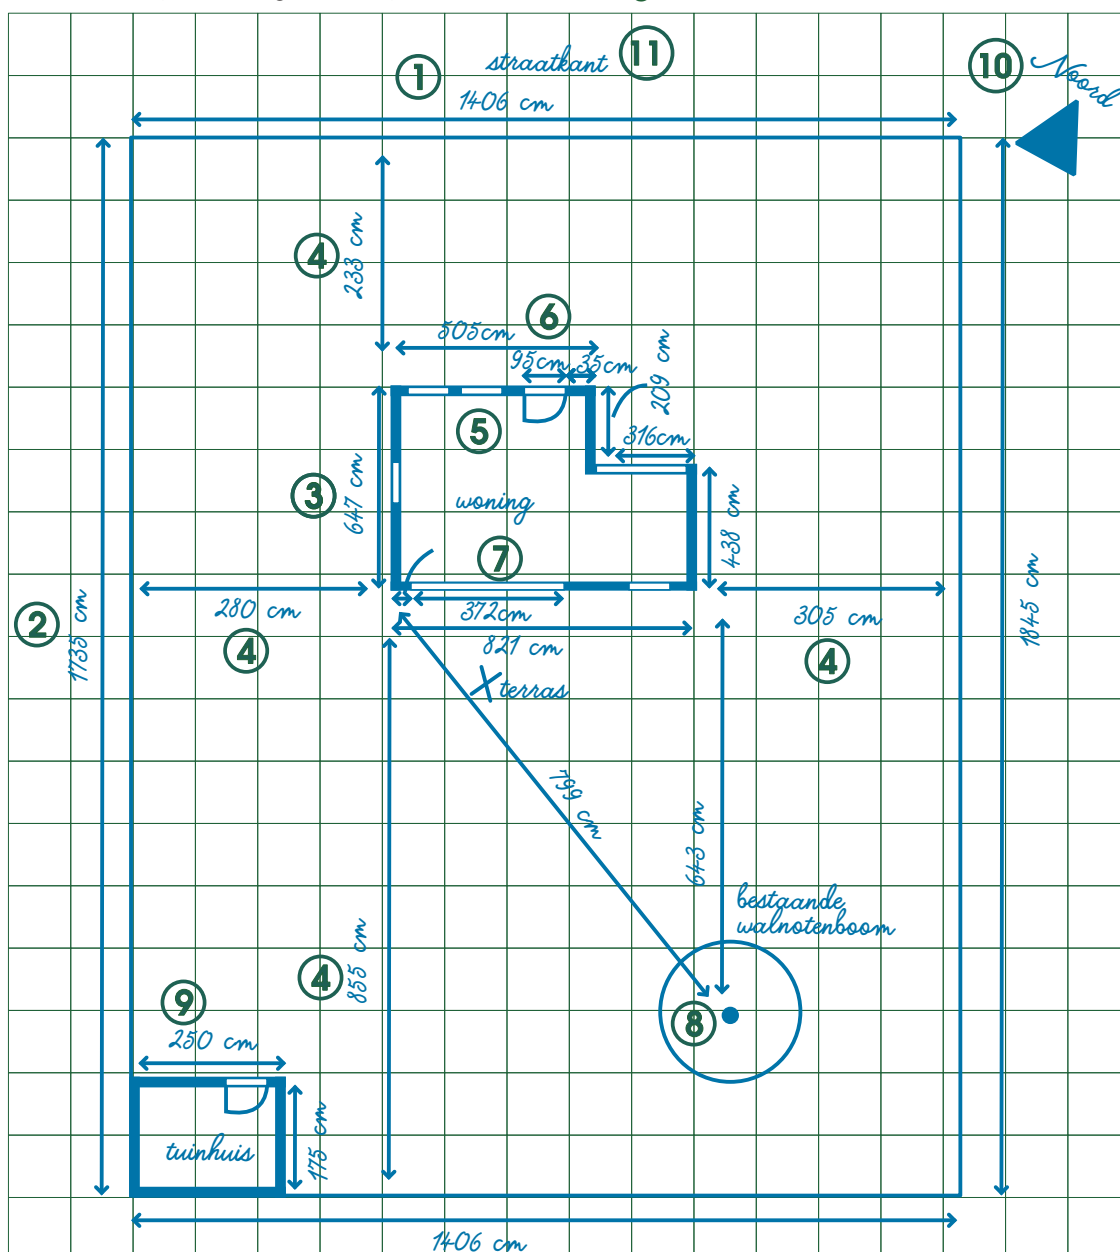 11
straatkant
1
10
Noord
1406 cm
4
233 cm
6
505cm
95cm
35cm
209 cm
5
316cm
3
647 cm
woning
438 cm
7
2
1735 cm
280 cm
4
372cm
305 cm
4
1845 cm
821 cm
X terras
799 cm
643 cm
bestaande
walnotenboom
4
855 cm
9
8
250 cm
tuinhuis
175 cm
1406 cm